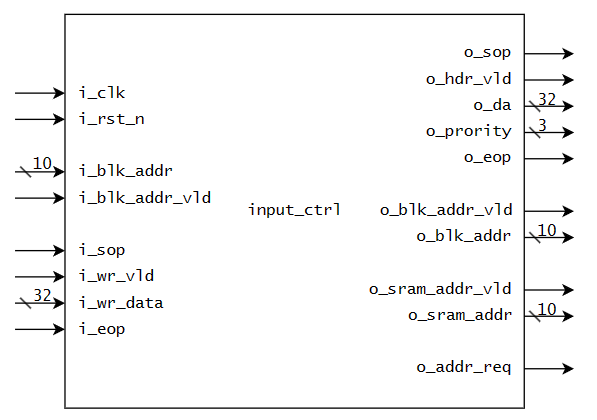 o_sop
o_hdr_vld
i_clk
o_da
32
i_rst_n
o_prority
3
o_eop
10
i_blk_addr
i_blk_addr_vld
input_ctrl
o_blk_addr_vld
o_blk_addr
10
i_sop
i_wr_vld
o_sram_addr_vld
32
i_wr_data
o_sram_addr
10
i_eop
o_addr_req